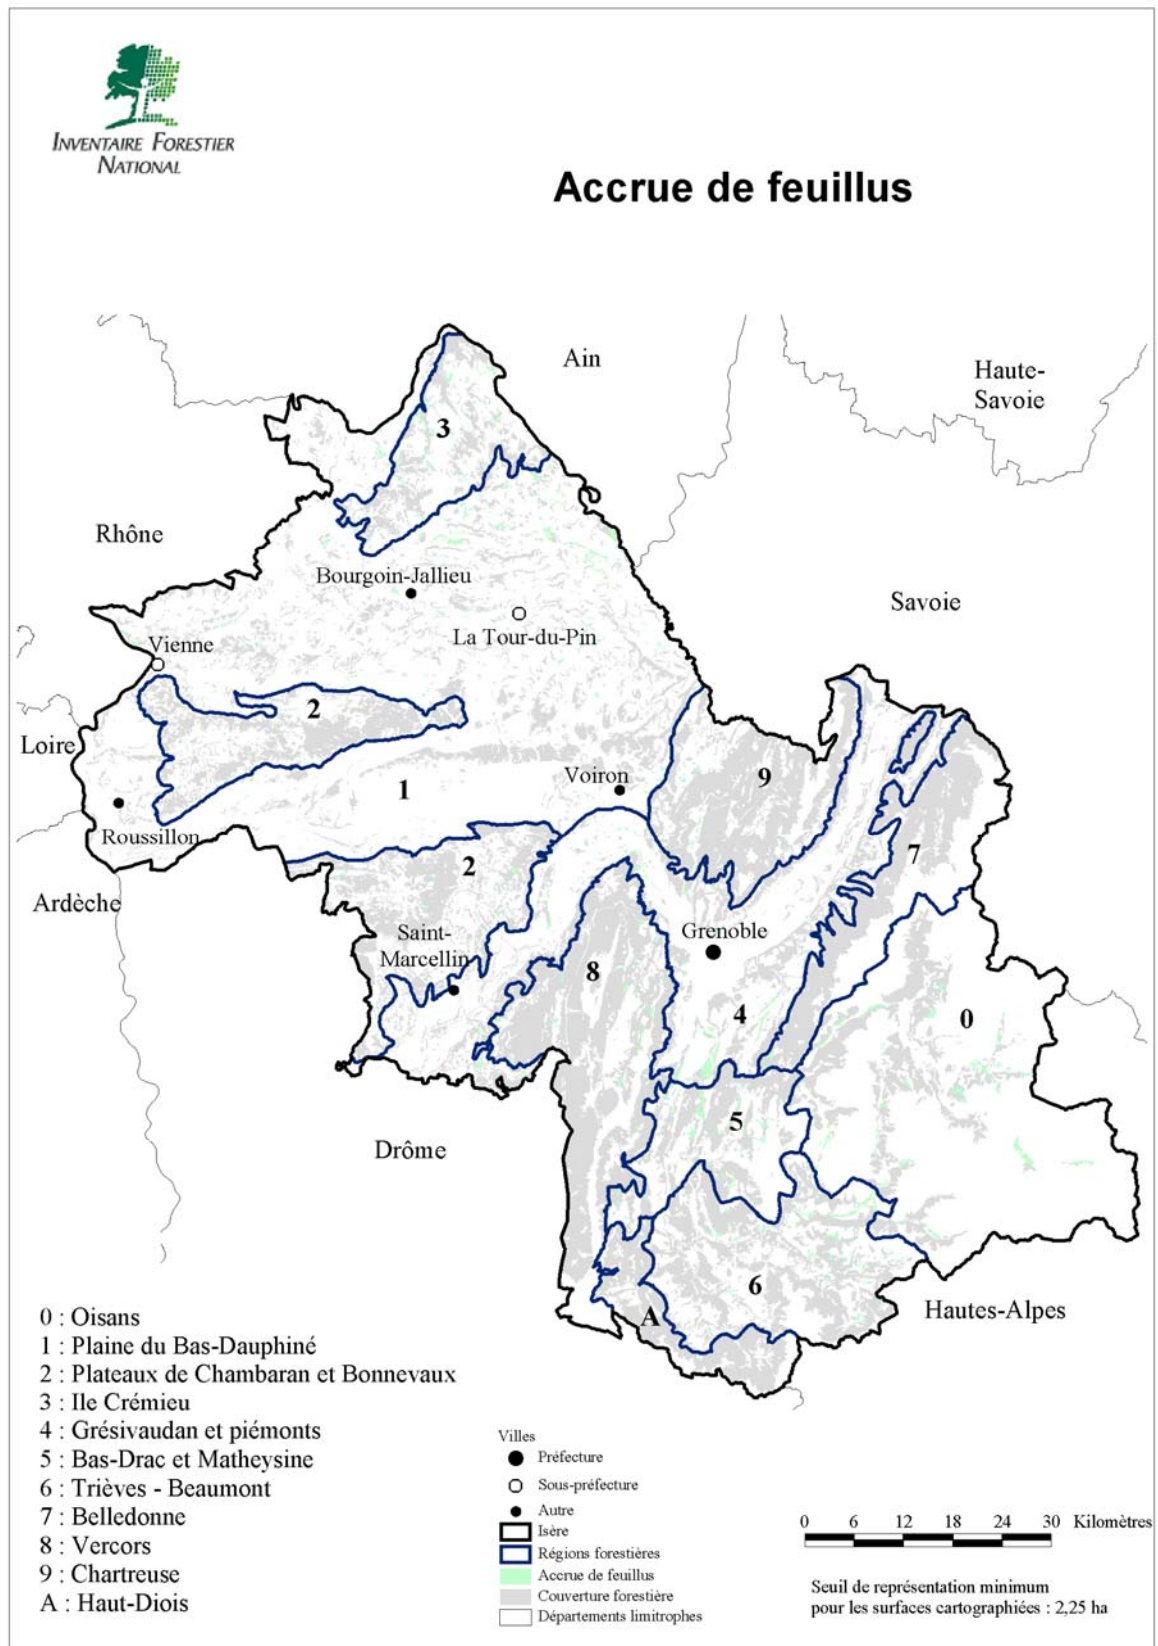 INVENTAIRE FORESTIER
NATIONAL
Accrue de feuillus
Ain
Haute-
Savoie
3
Rhône
Bourgoin-Jallieu
La Tour-du-Pin
Savoie
Vienne
2
Loire
1
Voiron
9
Roussillon
2
7
Ardèche
Saint-
Marcellin
Grenoble
8
4
0
5
Drôme
6
A
Hautes-Alpes
0 : Oisans
1 : Plaine du Bas-Dauphiné
2 : Plateaux de Chambaran et Bonnevaux
3 : Ile Crémieu
4 : Grésivaudan et piémonts
5 : Bas-Drac et Matheysine
6 : Trièves - Beaumont
7 : Belledonne
8 : Vercors
9 : Chartreuse
A : Haut-Diois
Villes
Préfecture
Sous-préfecture
Autre
Isère
Régions forestières
Accrue de feuillus
Couverture forestière
Départements limitrophes
0 6 12 18 24 30 Kilomètres
Seuil de représentation minimum
pour les surfaces cartographiées : 2,25 ha